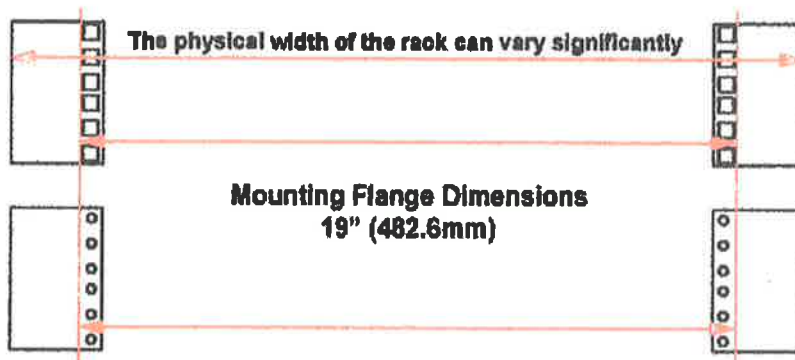 The physical width of the rack can vary significantly
Mounting Flange Dimensions
19” (482.6mm)